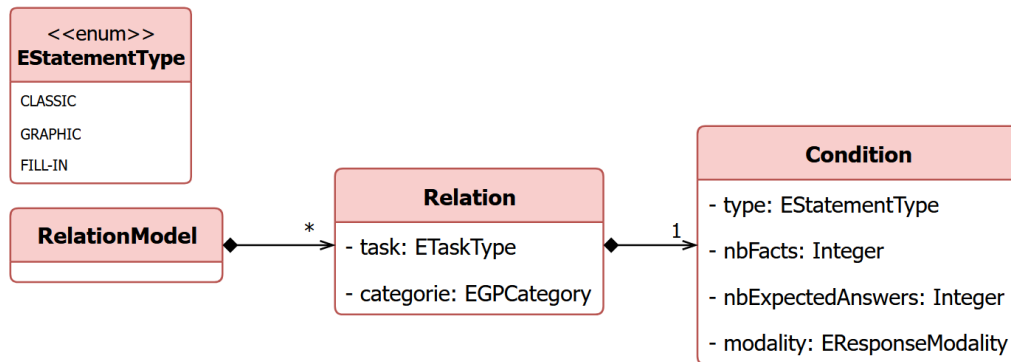 <<enum>>
EStatementType
CLASSIC
GRAPHIC
FILL-IN
RelationModel
*
Relation
- task: ETaskType
- categorie: EGPCategory
1
Condition
- type: EStatementType
- nbFacts: Integer
- nbExpectedAnswers: Integer
- modality: EResponseModality